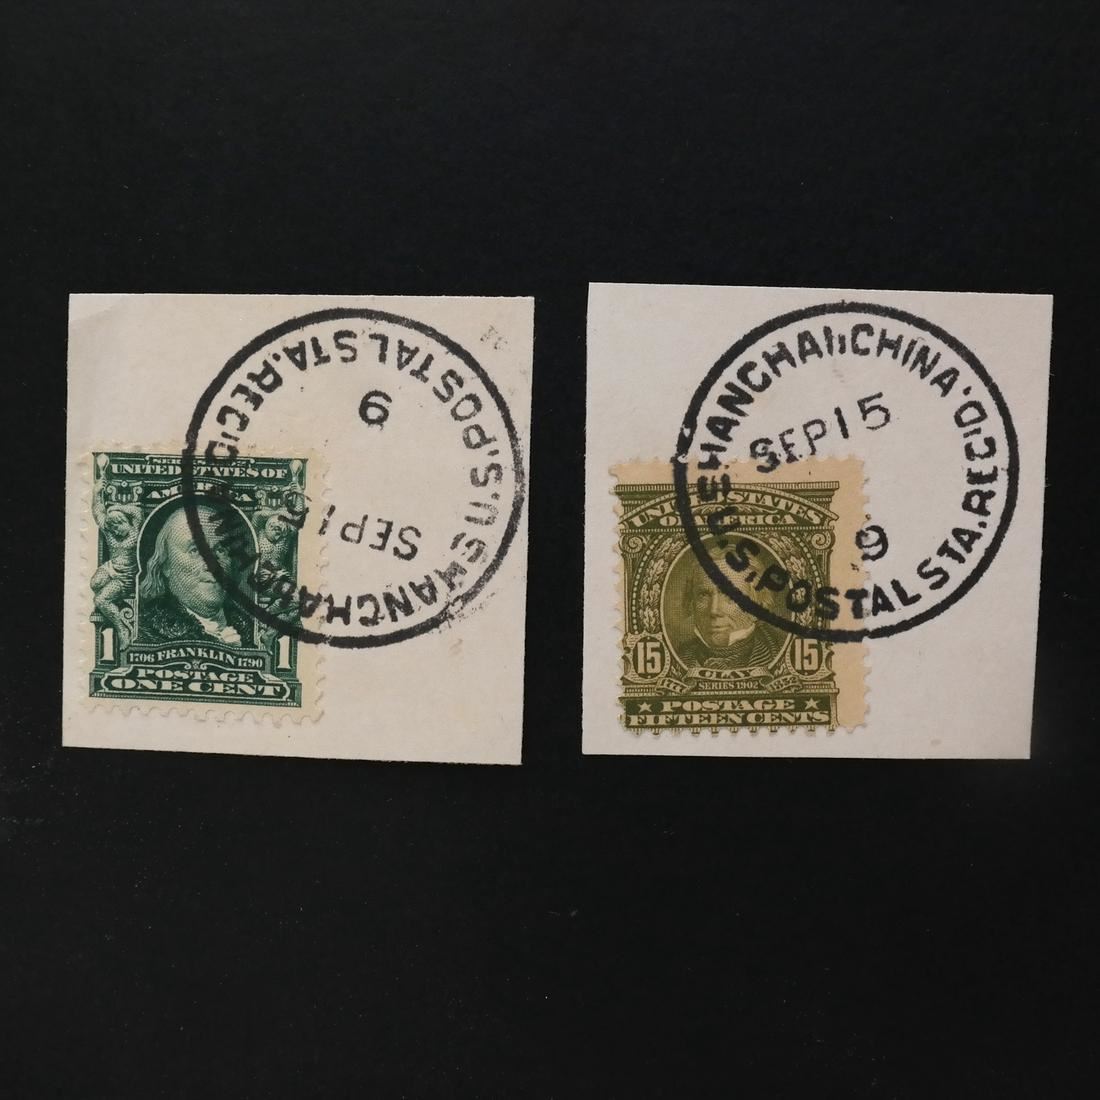 U.S. POSTAL STA. REC'D.
SHANGHAI CHINA
SEP 15
9
SERIES 1902
UNITED STATES OF
AMERICA
1 1
1706 FRANKLIN 1790
POSTAGE
ONE CENT
SHANGHAI CHINA. REC'D.
U.S. POSTAL STA.
SEP 15
9
UNITED STATES
OF AMERICA
15 15
CLAY
SERIES 1902
POSTAGE
FIFTEEN CENTS